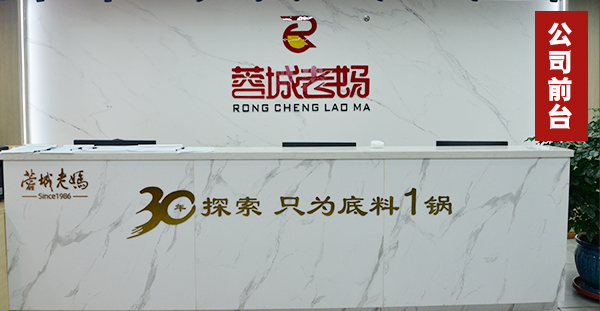 蓉城老妈
RONG CHENG LAO MA
公司前台
蓉城老媽
Since1986
30年探索 只为底料1锅